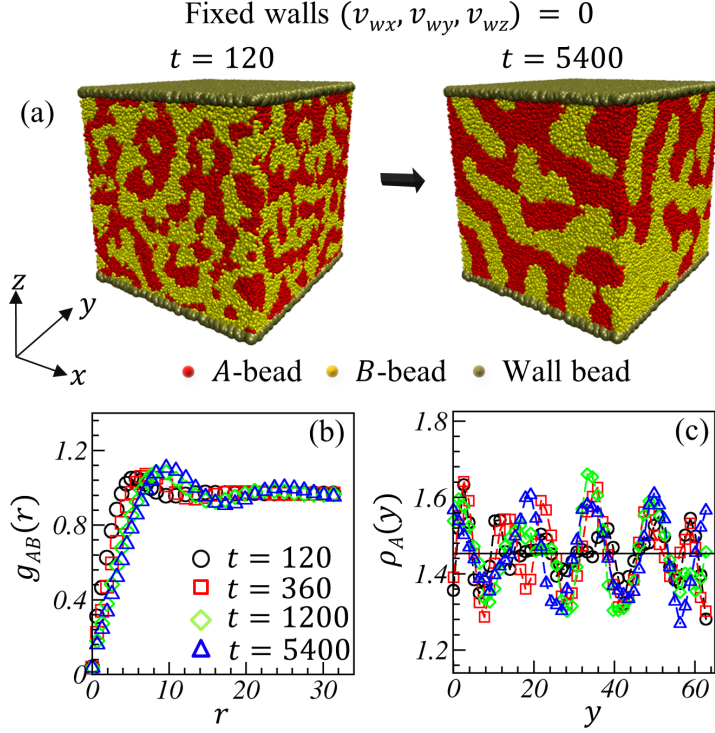 Fixed walls (v_wx, v_wy, v_wz) = 0
t = 120
t = 5400
(a)
z
y
x
A-bead
B-bead
Wall bead
(b)
g_AB(r)
1.2
0.8
0.4
0
0
10
20
30
r
t = 120
t = 360
t = 1200
t = 5400
(c)
ρ_A(y)
1.8
1.6
1.4
1.2
0
20
40
60
y